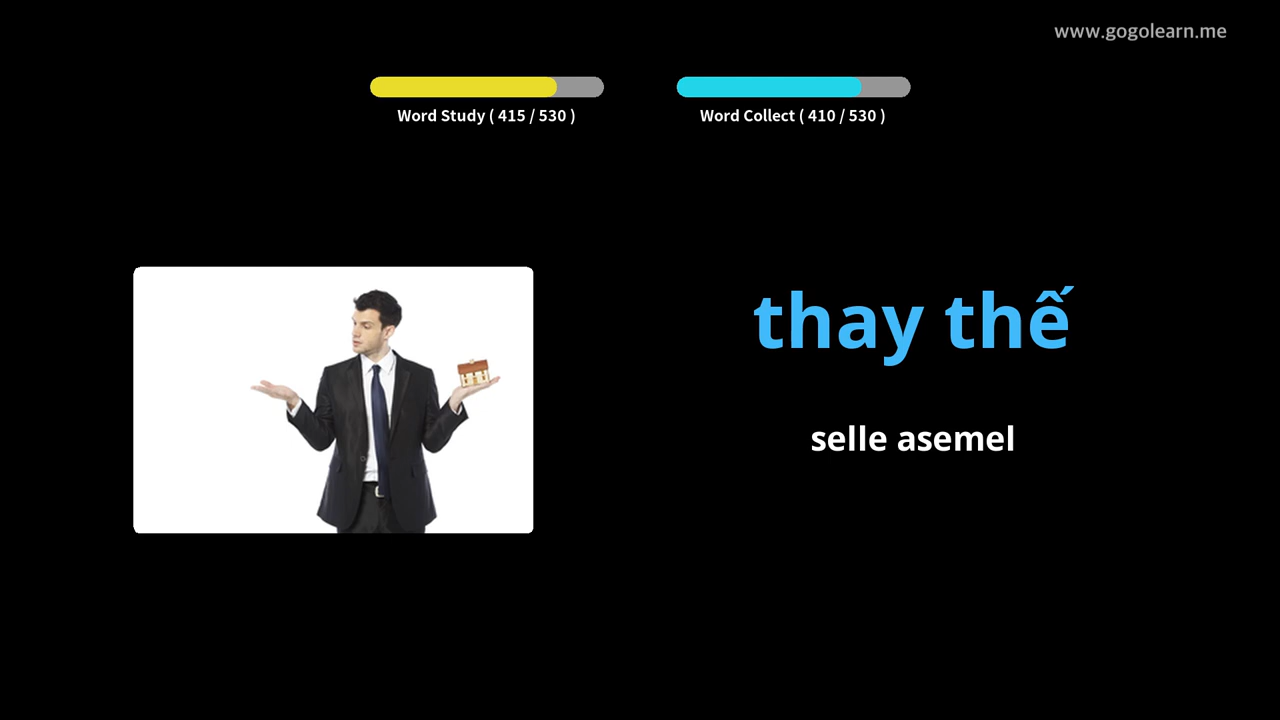 www.gogolearn.me
Word Study ( 415 / 530 )
Word Collect ( 410 / 530 )
thay thế
selle asemel